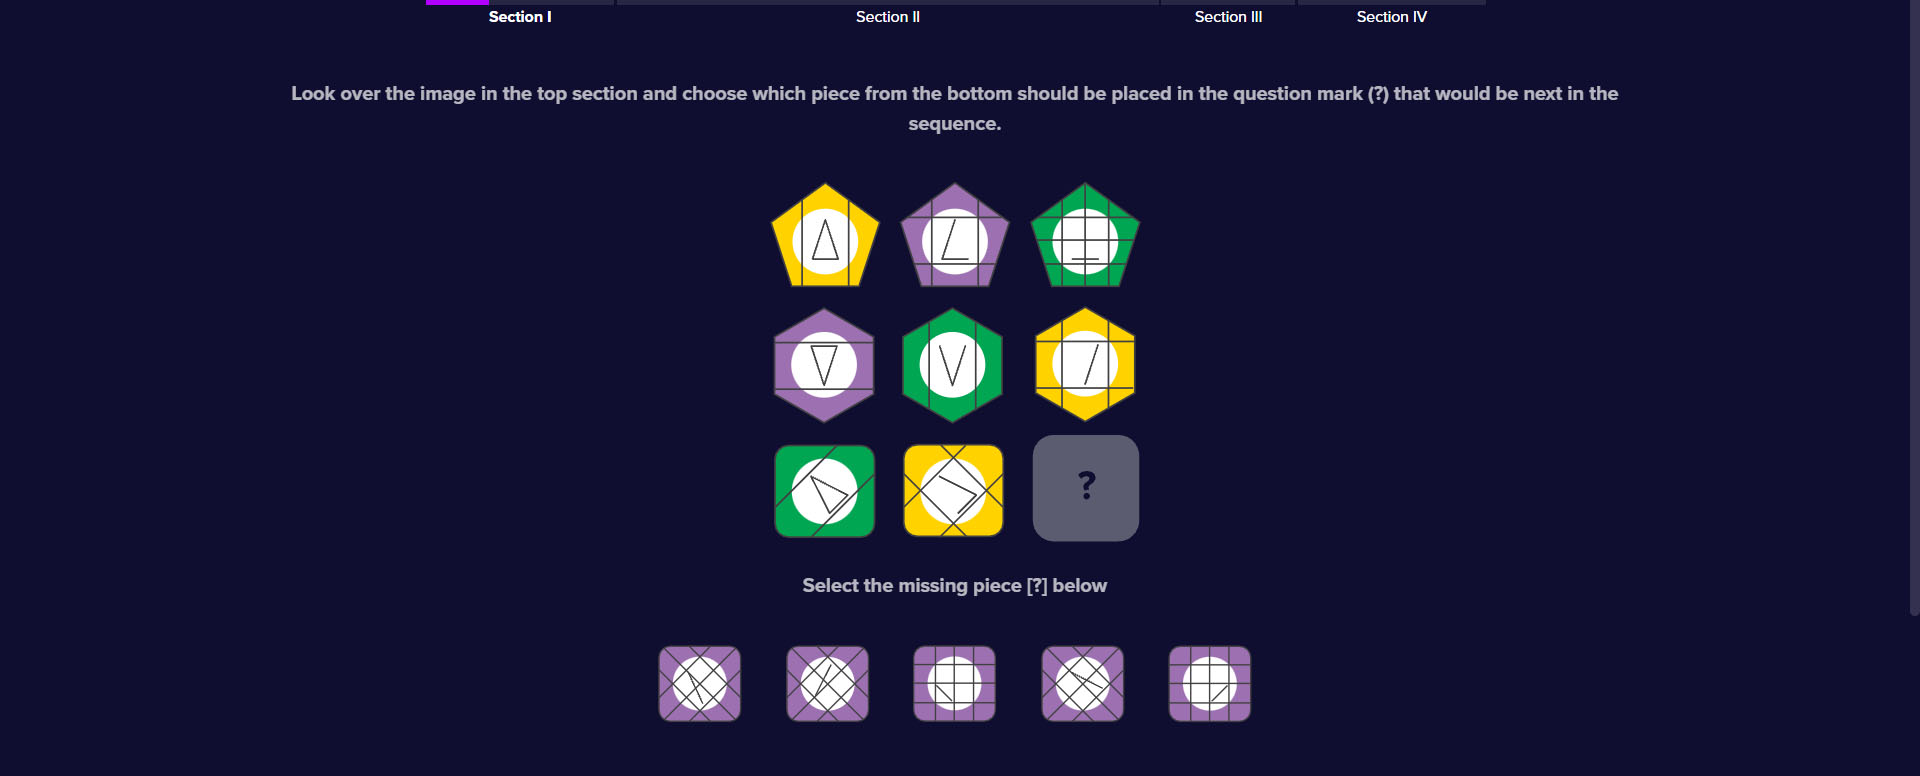 Section I
Section II
Section III
Section IV
Look over the image in the top section and choose which piece from the bottom should be placed in the question mark (?) that would be next in the
sequence.
?
Select the missing piece [?] below